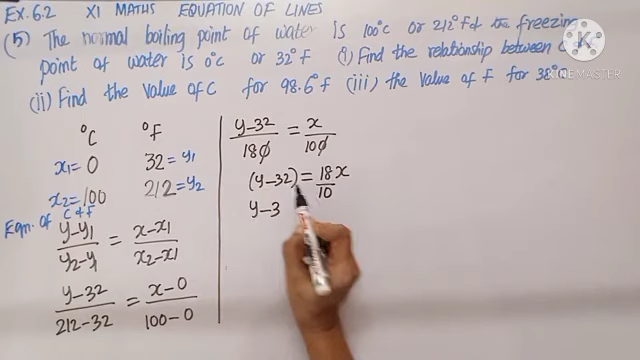 EX. 6.2 XI MATHS EQUATION OF LINES
(5) The normal boiling point of water is 100°C or 212°F & the freezing
point of water is 0°C or 32°F (i) Find the relationship between C
(ii) Find the value of C for 98.6°F (iii) the value of F for 38°C
K
KINEMASTER
°C °F
x₁= 0 32 = y₁
x₂= 100 212 = y₂
Eqn. of C & F
y-y₁/y₂-y₁ = x-x₁/x₂-x₁
y-32/212-32 = x-0/100-0
y-32/180 = x/100
(y-32) = 18x/10
y-3